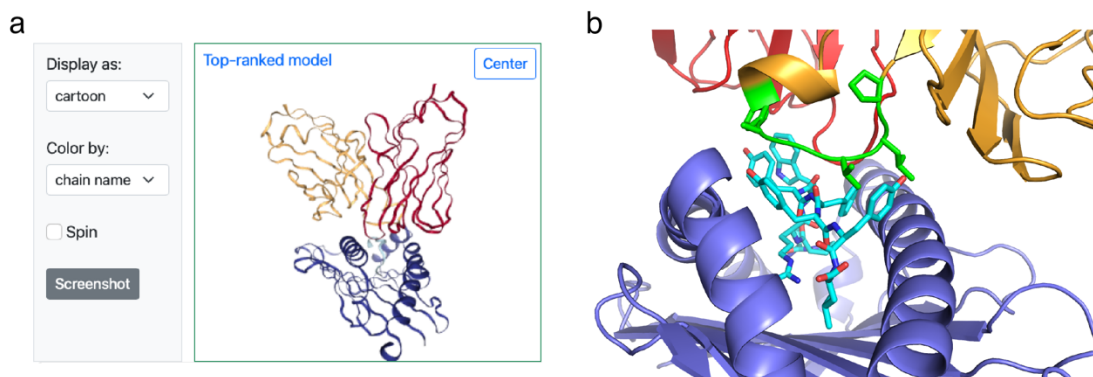 a
b
Display as:
cartoon
Color by:
chain name
Spin
Screenshot
Top-ranked model
Center